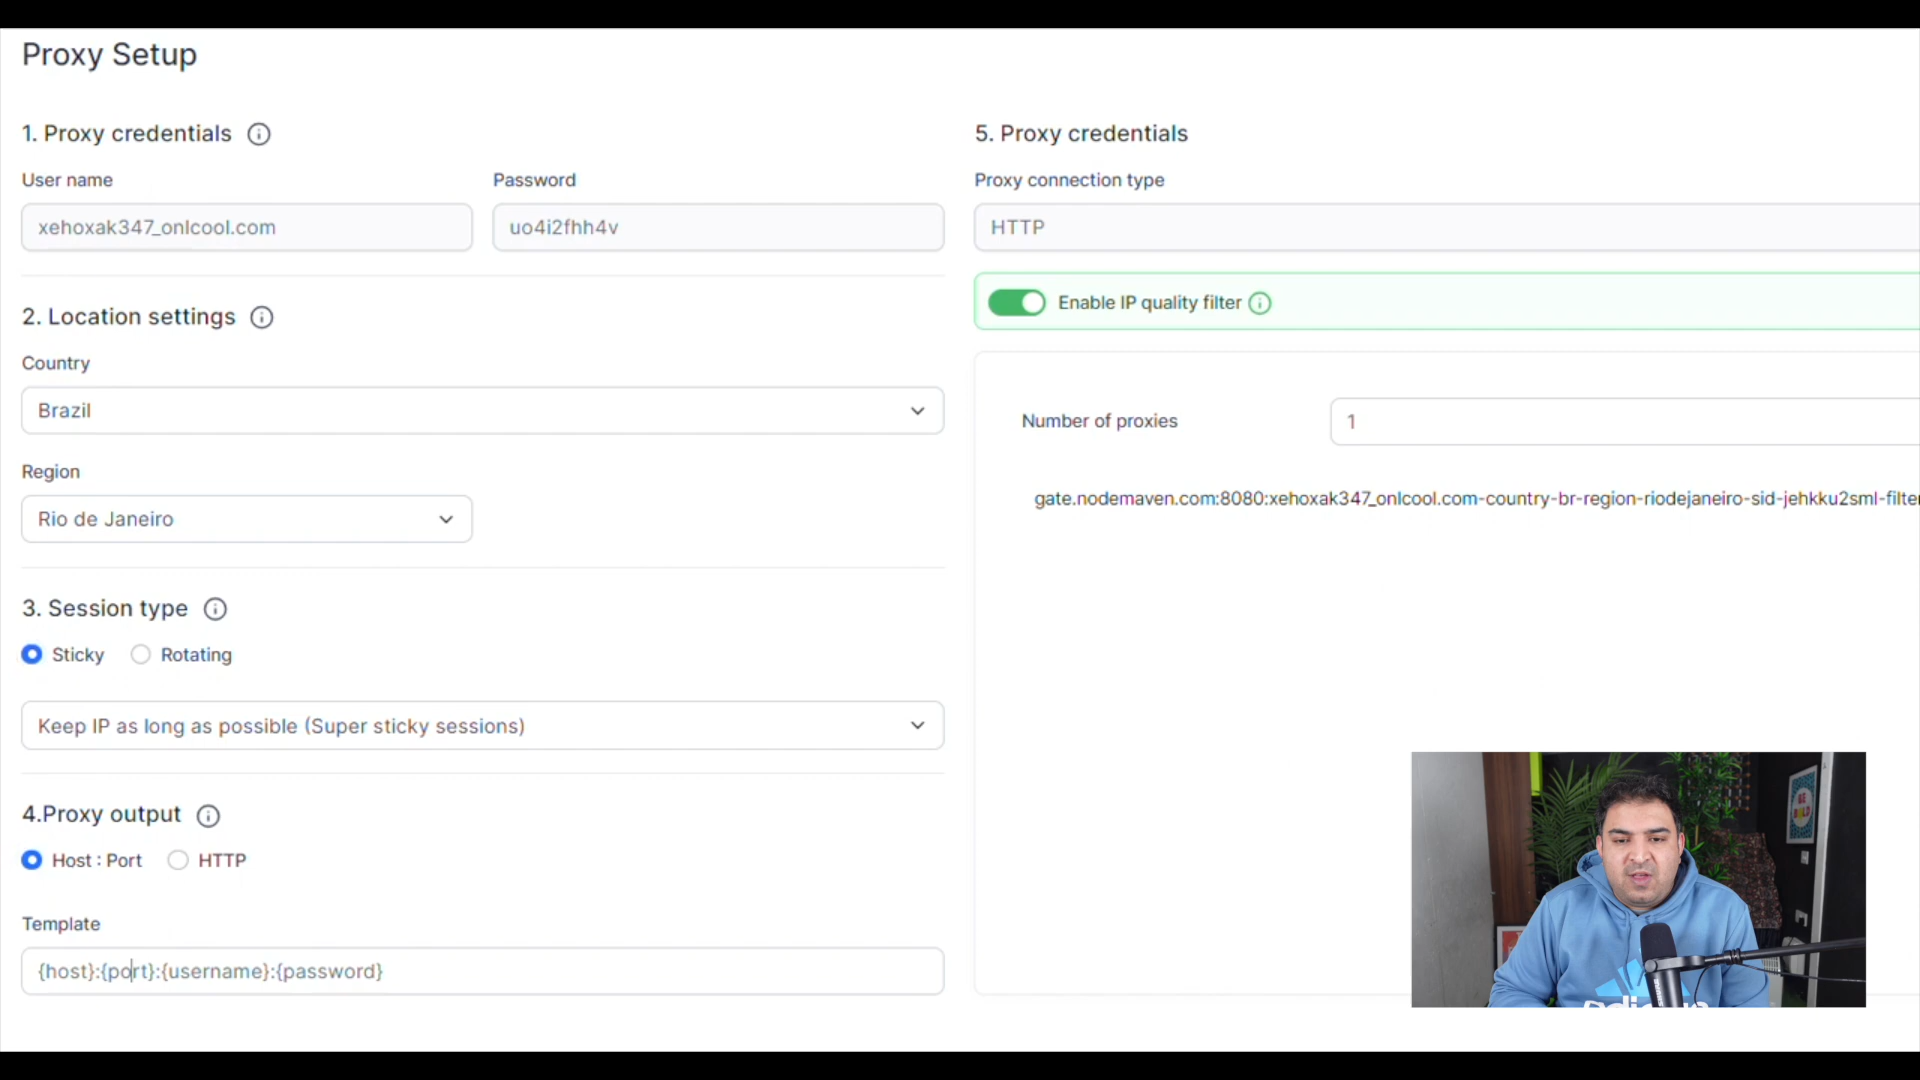 Proxy Setup
1. Proxy credentials
User name
Password
xehoxak347_onlcool.com
uo4i2fhh4v
2. Location settings
Country
Brazil
Region
Rio de Janeiro
3. Session type
Sticky
Rotating
Keep IP as long as possible (Super sticky sessions)
4.Proxy output
Host : Port
HTTP
Template
{host}:{port}:{username}:{password}
5. Proxy credentials
Proxy connection type
HTTP
Enable IP quality filter
Number of proxies
1
gate.nodemaven.com:8080:xehoxak347_onlcool.com-country-br-region-riodejaneiro-sid-jehkku2sml-filter
BE
BOLD